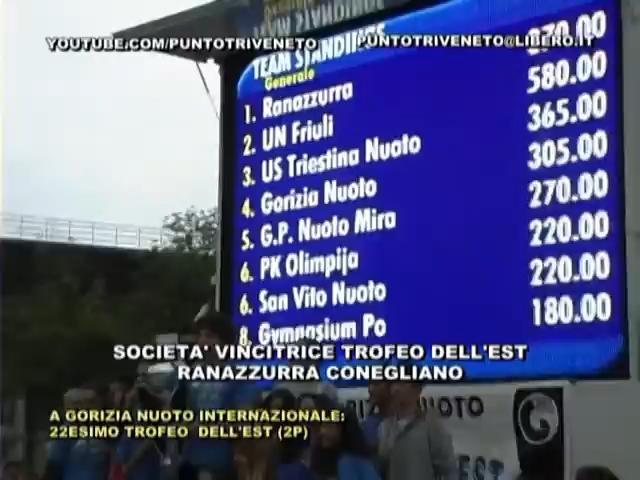 YOUTUBE.COM/PUNTOTRIVENETO
PUNTOTRIVENETO@LIBERO.IT
TEAM STANDINGS
Generale
1. Ranazzurra
2. UN Friuli 580.00
3. US Triestina Nuoto 365.00
4. Gorizia Nuoto 305.00
5. G.P. Nuoto Mira 270.00
6. PK Olimpija 220.00
6. San Vito Nuoto 220.00
8. Gymnasium Po 180.00
SOCIETA' VINCITRICE TROFEO DELL'EST
RANAZZURRA CONEGLIANO
A GORIZIA NUOTO INTERNAZIONALE:
22ESIMO TROFEO DELL'EST (2P)
NUOTO
EST